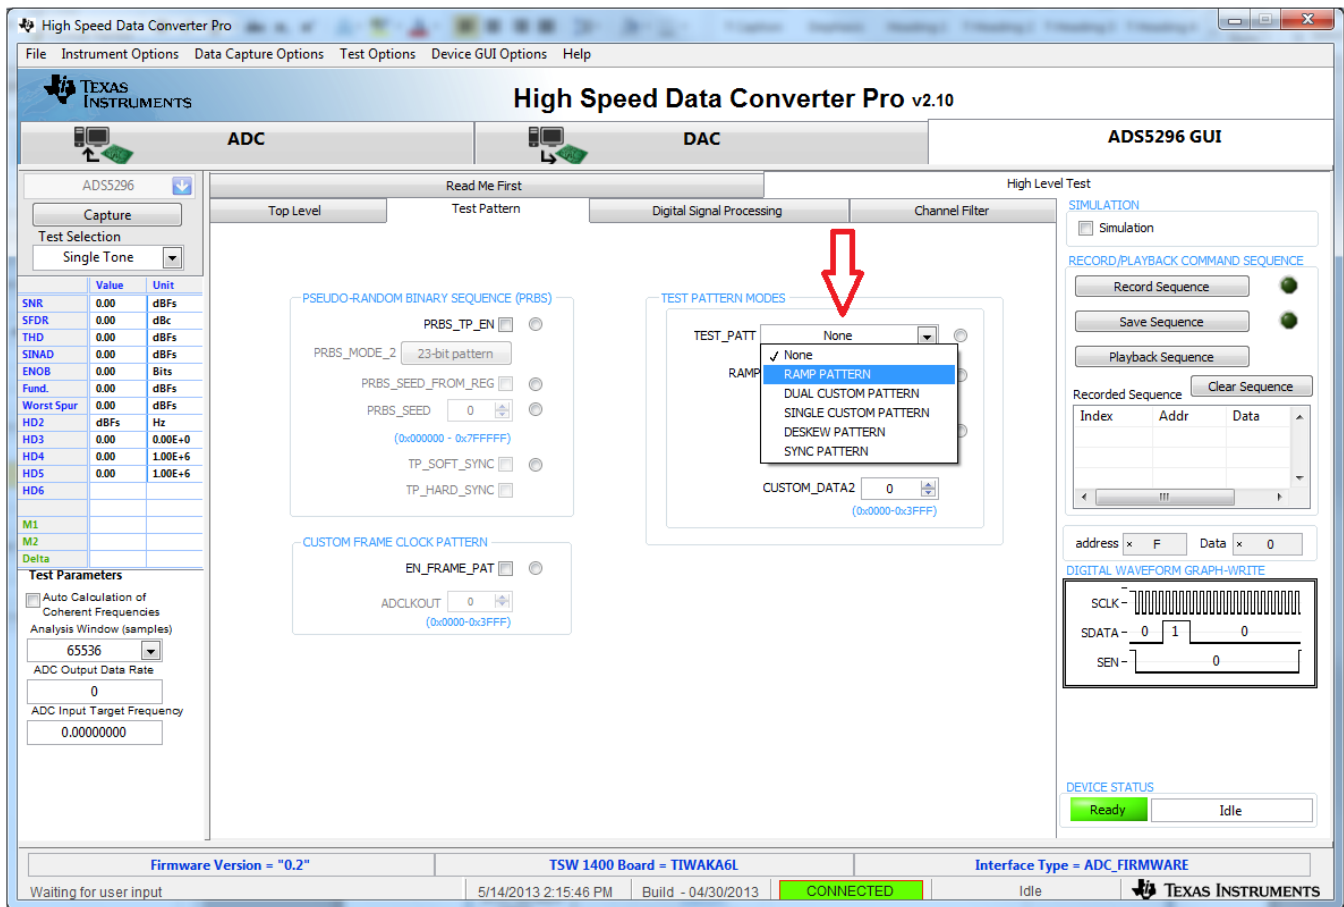 High Speed Data Converter Pro
File Instrument Options Data Capture Options Test Options Device GUI Options Help
TEXAS INSTRUMENTS
High Speed Data Converter Pro v2.10
ADC
DAC
ADS5296 GUI
ADS5296
Capture
Test Selection
Single Tone
Value Unit
SNR 0.00 dBFs
SFDR 0.00 dBc
THD 0.00 dBFs
SINAD 0.00 dBFs
ENOB 0.00 Bits
Fund. 0.00 dBFs
Worst Spur 0.00 dBFs
HD2 dBFs Hz
HD3 0.00 0.00E+0
HD4 0.00 1.00E+6
HD5 0.00 1.00E+6
HD6
M1
M2
Delta
Test Parameters
Auto Calculation of
Coherent Frequencies
Analysis Window (samples)
65536
ADC Output Data Rate
0
ADC Input Target Frequency
0.00000000
Read Me First
High Level Test
Top Level
Test Pattern
Digital Signal Processing
Channel Filter
PSEUDO-RANDOM BINARY SEQUENCE (PRBS)
PRBS_TP_EN
PRBS_MODE_2 23-bit pattern
PRBS_SEED_FROM_REG
PRBS_SEED 0
(0x000000 - 0x7FFFFF)
TP_SOFT_SYNC
TP_HARD_SYNC
CUSTOM FRAME CLOCK PATTERN
EN_FRAME_PAT
ADCLKOUT 0
(0x0000-0x3FFF)
TEST PATTERN MODES
TEST_PATT None
RAMP
✓ None
RAMP PATTERN
DUAL CUSTOM PATTERN
SINGLE CUSTOM PATTERN
DESKEW PATTERN
SYNC PATTERN
CUSTOM_DATA2 0
(0x0000-0x3FFF)
SIMULATION
Simulation
RECORD/PLAYBACK COMMAND SEQUENCE
Record Sequence
Save Sequence
Playback Sequence
Recorded Sequence Clear Sequence
Index Addr Data
address x F Data x 0
DIGITAL WAVEFORM GRAPH-WRITE
SCLK -
SDATA - 0 1 0
SEN - 0
DEVICE STATUS
Ready Idle
Firmware Version = "0.2" TSW 1400 Board = TIWAKA6L Interface Type = ADC_FIRMWARE
Waiting for user input 5/14/2013 2:15:46 PM Build - 04/30/2013 CONNECTED Idle TEXAS INSTRUMENTS